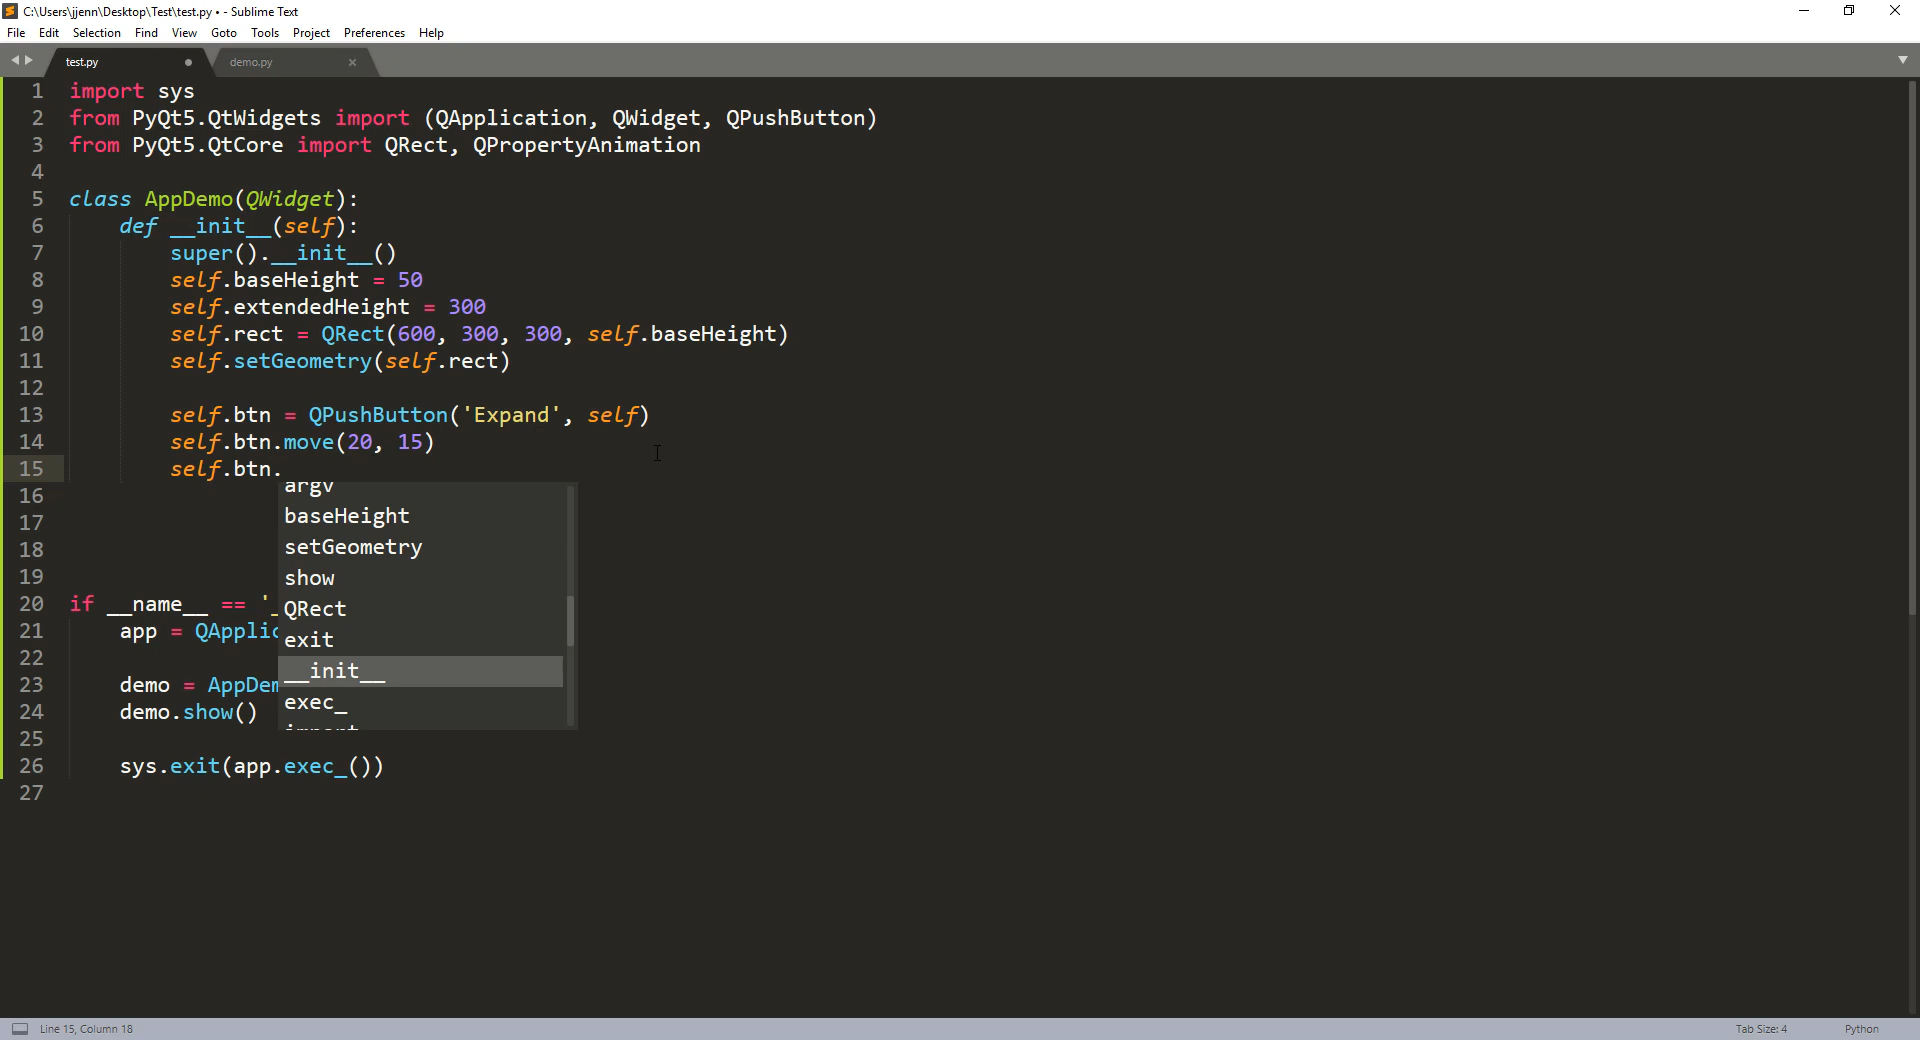 C:\Users\jjenn\Desktop\Test\test.py • - Sublime Text
File Edit Selection Find View Goto Tools Project Preferences Help
test.py demo.py
1 import sys
2 from PyQt5.QtWidgets import (QApplication, QWidget, QPushButton)
3 from PyQt5.QtCore import QRect, QPropertyAnimation
4
5 class AppDemo(QWidget):
6 def __init__(self):
7 super().__init__()
8 self.baseHeight = 50
9 self.extendedHeight = 300
10 self.rect = QRect(600, 300, 300, self.baseHeight)
11 self.setGeometry(self.rect)
12
13 self.btn = QPushButton('Expand', self)
14 self.btn.move(20, 15)
15 self.btn.
argv
16 baseHeight
17 setGeometry
18 show
19
QRect
20 if __name__ == '_
21 app = QApplic
exit
22 __init__
23 demo = AppDem
exec_
24 demo.show()
import
25
26 sys.exit(app.exec_())
27
Line 15, Column 18 Tab Size: 4 Python